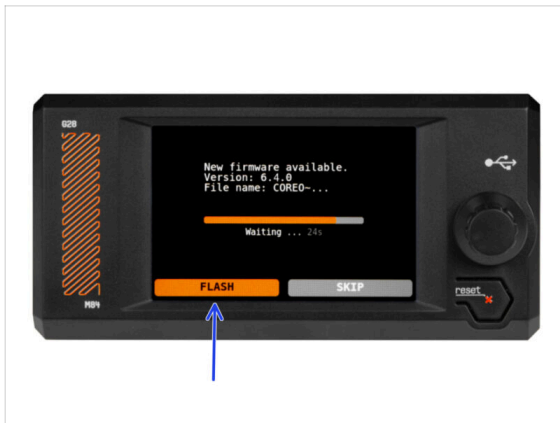 G28
New firmware available.
Version: 6.4.0
File name: COREO~...
Waiting ... 24s
FLASH
SKIP
reset
M84